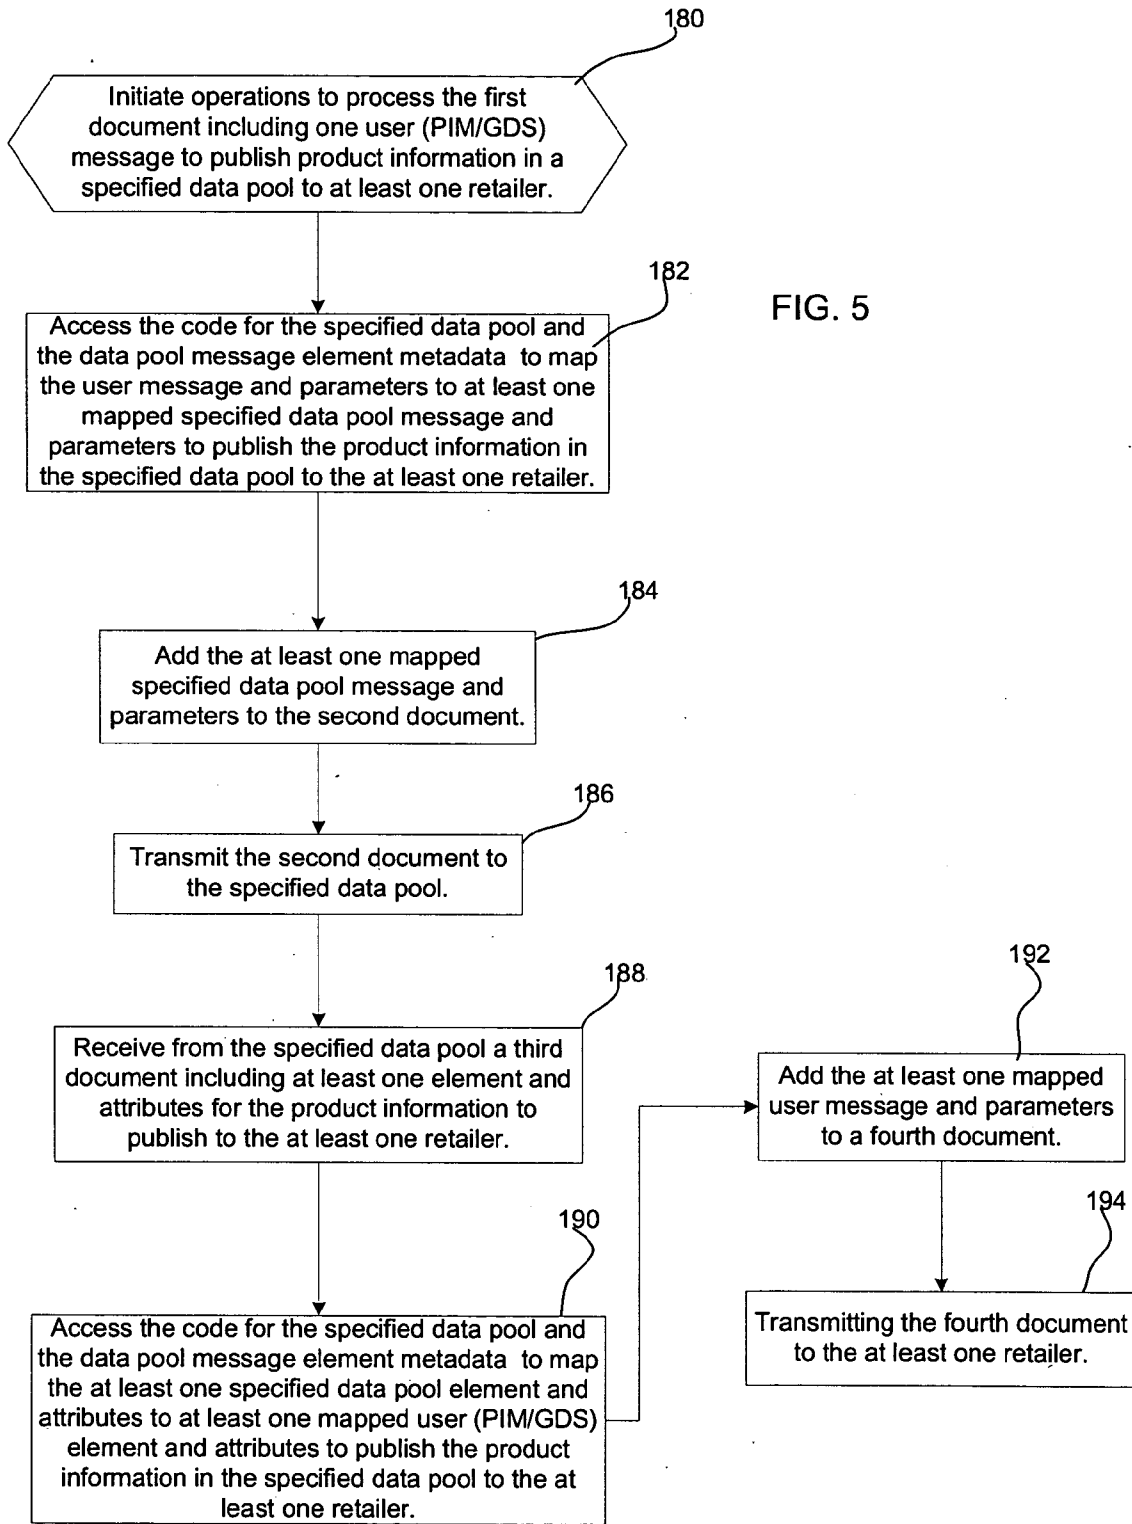 180
Initiate operations to process the first
document including one user (PIM/GDS)
message to publish product information in a
specified data pool to at least one retailer.
182
FIG. 5
Access the code for the specified data pool and
the data pool message element metadata to map
the user message and parameters to at least one
mapped specified data pool message and
parameters to publish the product information in
the specified data pool to the at least one retailer.
184
Add the at least one mapped
specified data pool message and
parameters to the second document.
186
Transmit the second document to
the specified data pool.
188
Receive from the specified data pool a third
document including at least one element and
attributes for the product information to
publish to the at least one retailer.
190
Access the code for the specified data pool and
the data pool message element metadata to map
the at least one specified data pool element and
attributes to at least one mapped user (PIM/GDS)
element and attributes to publish the product
information in the specified data pool to the at
least one retailer.
192
Add the at least one mapped
user message and parameters
to a fourth document.
194
Transmitting the fourth document
to the at least one retailer.